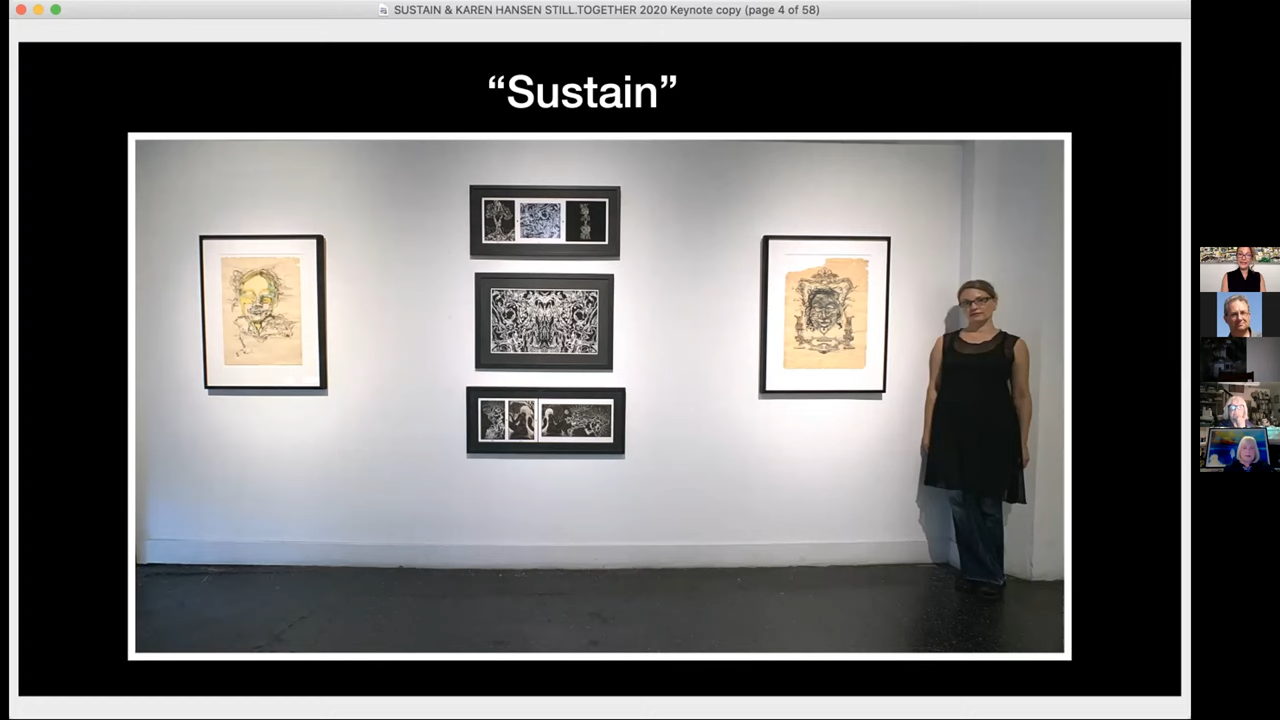 SUSTAIN & KAREN HANSEN STILL.TOGETHER 2020 Keynote copy (page 4 of 58)
“Sustain”